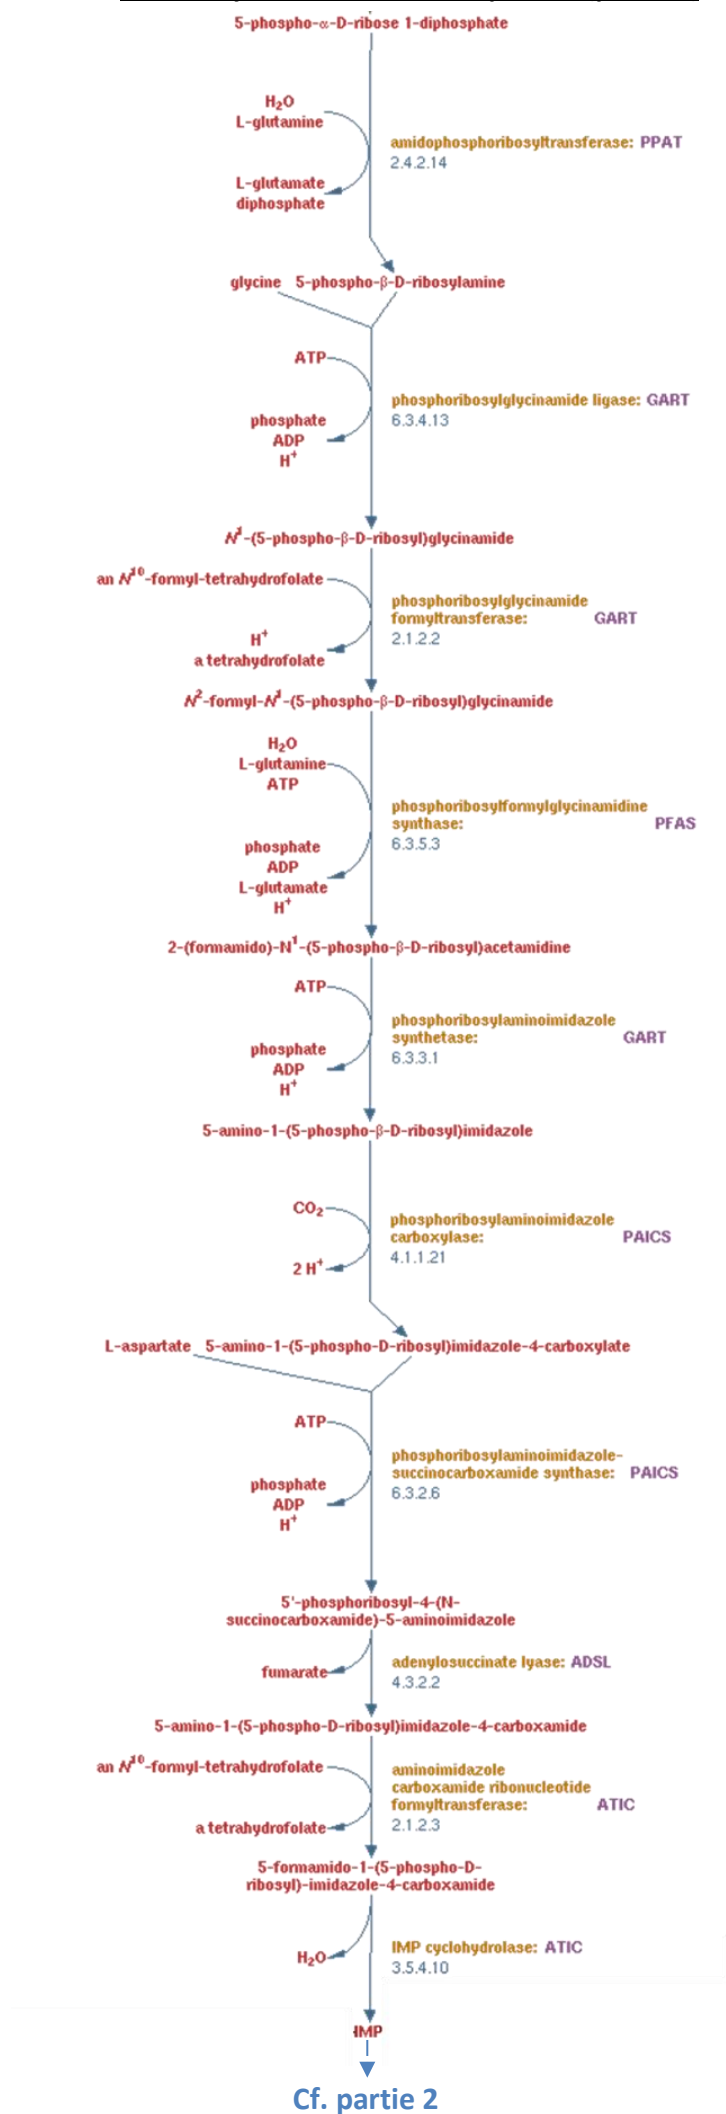 5-phospho-α-D-ribose 1-diphosphate
H2O
L-glutamine
amidophosphoribosyltransferase: PPAT
2.4.2.14
L-glutamate
diphosphate
glycine 5-phospho-β-D-ribosylamine
ATP
phosphoribosylglycinamide ligase: GART
6.3.4.13
phosphate
ADP
H+
N1-(5-phospho-β-D-ribosyl)glycinamide
an N10-formyl-tetrahydrofolate
phosphoribosylglycinamide
formyltransferase: GART
2.1.2.2
H+
a tetrahydrofolate
N2-formyl-N1-(5-phospho-β-D-ribosyl)glycinamide
H2O
L-glutamine
ATP
phosphoribosylformylglycinamidine
synthase: PFAS
6.3.5.3
phosphate
ADP
L-glutamate
H+
2-(formamido)-N1-(5-phospho-β-D-ribosyl)acetamidine
ATP
phosphoribosylaminoimidazole
synthetase: GART
6.3.3.1
phosphate
ADP
H+
5-amino-1-(5-phospho-β-D-ribosyl)imidazole
CO2
phosphoribosylaminoimidazole
carboxylase: PAICS
4.1.1.21
2 H+
L-aspartate 5-amino-1-(5-phospho-D-ribosyl)imidazole-4-carboxylate
ATP
phosphoribosylaminoimidazole-
succinocarboxamide synthase: PAICS
6.3.2.6
phosphate
ADP
H+
5'-phosphoribosyl-4-(N-
succinocarboxamide)-5-aminoimidazole
adenylosuccinate lyase: ADSL
4.3.2.2
fumarate
5-amino-1-(5-phospho-D-ribosyl)imidazole-4-carboxamide
an N10-formyl-tetrahydrofolate
aminoimidazole
carboxamide ribonucleotide
formyltransferase: ATIC
2.1.2.3
a tetrahydrofolate
5-formamido-1-(5-phospho-D-
ribosyl)-imidazole-4-carboxamide
IMP cyclohydrolase: ATIC
3.5.4.10
H2O
IMP
Cf. partie 2